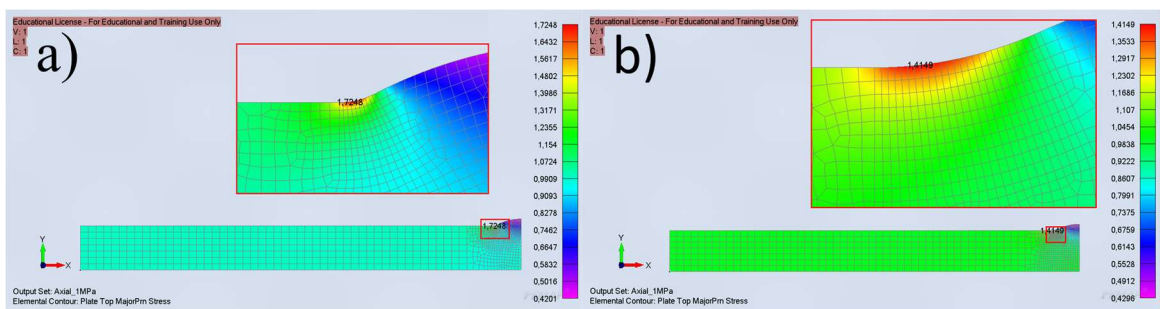 Educational License - For Educational and Training Use Only
V: 1
L: 1
C: 1
a)
1,7248
1,7248
Y
X
Output Set: Axial_1MPa
Elemental Contour: Plate Top MajorPrn Stress
1,7248
1,6432
1,5617
1,4802
1,3986
1,3171
1,2355
1,154
1,0724
0,9909
0,9093
0,8278
0,7462
0,6647
0,5832
0,5016
0,4201
Educational License - For Educational and Training Use Only
V: 1
L: 1
C: 1
b)
1,4149
1,4149
Y
X
Output Set: Axial_1MPa
Elemental Contour: Plate Top MajorPrn Stress
1,4149
1,3533
1,2917
1,2302
1,1686
1,107
1,0454
0,9838
0,9222
0,8607
0,7991
0,7375
0,6759
0,6143
0,5528
0,4912
0,4296